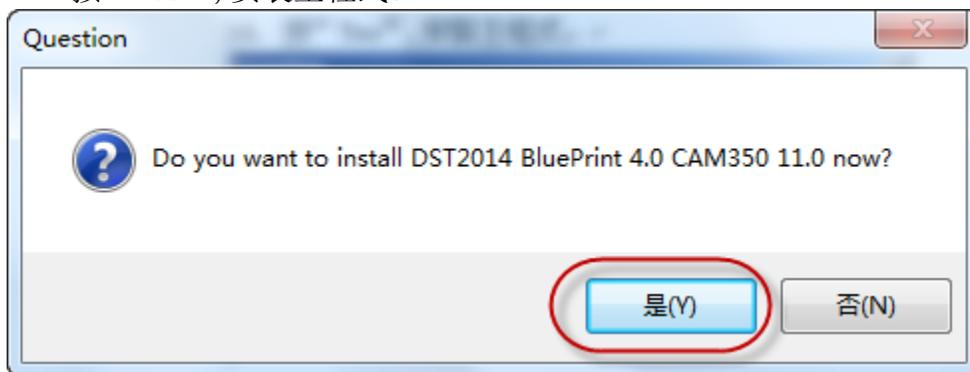 Question
Do you want to install DST2014 BluePrint 4.0 CAM350 11.0 now?
是(Y)
否(N)